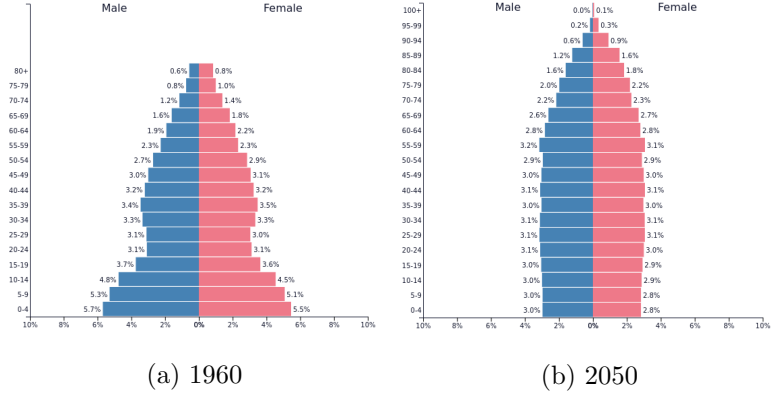 Male Female
80+ 0.6% 0.8%
75-79 0.8% 1.0%
70-74 1.2% 1.4%
65-69 1.6% 1.8%
60-64 1.9% 2.2%
55-59 2.3% 2.3%
50-54 2.7% 2.9%
45-49 3.0% 3.1%
40-44 3.2% 3.2%
35-39 3.4% 3.5%
30-34 3.3% 3.3%
25-29 3.1% 3.0%
20-24 3.1% 3.1%
15-19 3.7% 3.6%
10-14 4.8% 4.5%
5-9 5.3% 5.1%
0-4 5.7% 5.5%
10% 8% 6% 4% 2% 0% 2% 4% 6% 8% 10%
(a) 1960
Male Female
100+ 0.0% 0.1%
95-99 0.2% 0.3%
90-94 0.6% 0.9%
85-89 1.2% 1.6%
80-84 1.6% 1.8%
75-79 2.0% 2.2%
70-74 2.2% 2.3%
65-69 2.6% 2.7%
60-64 2.8% 2.8%
55-59 3.2% 3.1%
50-54 2.9% 2.9%
45-49 3.0% 3.0%
40-44 3.1% 3.1%
35-39 3.0% 3.0%
30-34 3.1% 3.1%
25-29 3.1% 3.1%
20-24 3.1% 3.0%
15-19 3.0% 2.9%
10-14 3.0% 2.9%
5-9 3.0% 2.8%
0-4 3.0% 2.8%
10% 8% 6% 4% 2% 0% 2% 4% 6% 8% 10%
(b) 2050